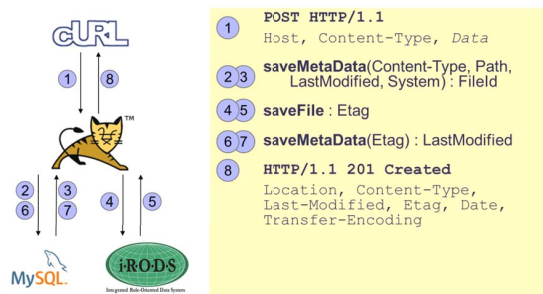 cURL
1
8
TM
2
6
3
7
4
5
MySQL
i·R·O·D·S
Integrated Rule-Oriented Data System
1
POST HTTP/1.1
Host, Content-Type, Data
2 3
saveMetaData(Content-Type, Path,
LastModified, System) : FileId
4 5
saveFile : Etag
6 7
saveMetaData(Etag) : LastModified
8
HTTP/1.1 201 Created
Location, Content-Type,
Last-Modified, Etag, Date,
Transfer-Encoding